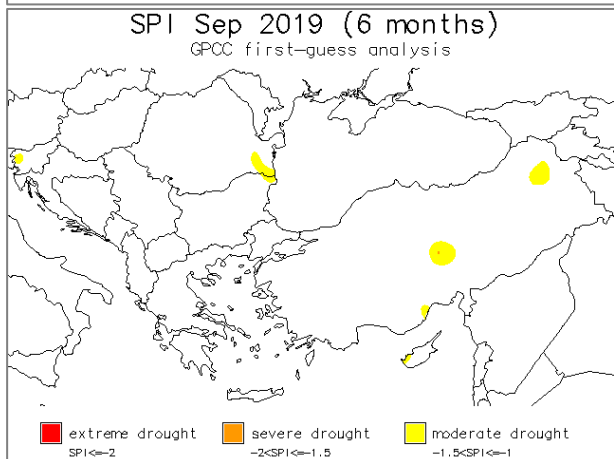 SPI Sep 2019 (6 months)
GPCC first-guess analysis
extreme drought severe drought moderate drought
SPI<=-2 -2<SPI<=-1.5 -1.5<SPI<=-1